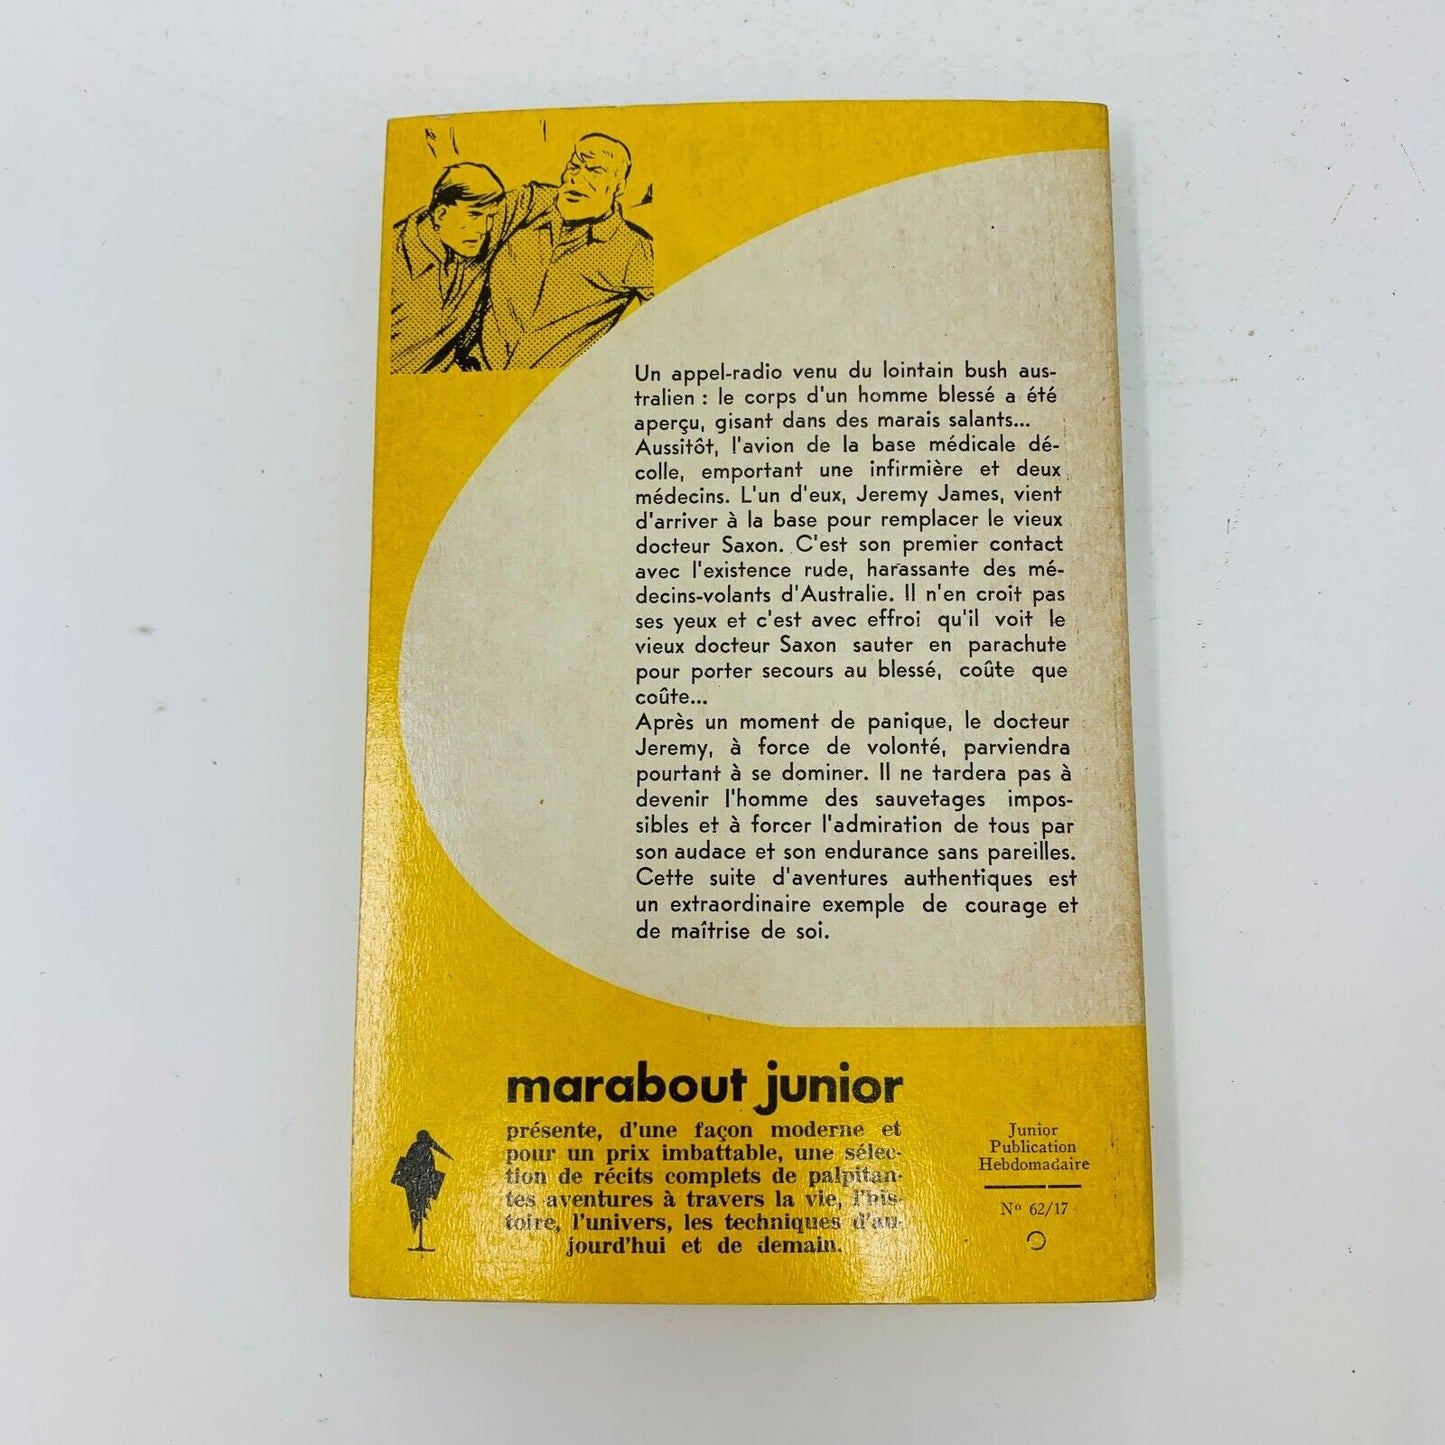 Un appel-radio venu du lointain bush aus-
tralien : le corps d'un homme blessé a été
aperçu, gisant dans des marais salants...
Aussitôt, l'avion de la base médicale dé-
colle, emportant une infirmière et deux
médecins. L'un d'eux, Jeremy James, vient
d'arriver à la base pour remplacer le vieux
docteur Saxon. C'est son premier contact
avec l'existence rude, harassante des mé-
decins-volants d'Australie. Il n'en croit pas
ses yeux et c'est avec effroi qu'il voit le
vieux docteur Saxon sauter en parachute
pour porter secours au blessé, coûte que
coûte...
Après un moment de panique, le docteur
Jeremy, à force de volonté, parviendra
pourtant à se dominer. Il ne tardera pas à
devenir l'homme des sauvetages impos-
sibles et à forcer l'admiration de tous par
son audace et son endurance sans pareilles.
Cette suite d'aventures authentiques est
un extraordinaire exemple de courage et
de maîtrise de soi.
marabout junior
présente, d'une façon moderne et
pour un prix imbattable, une sélec-
tion de récits complets de palpitan-
tes aventures à travers la vie, l'his-
toire, l'univers, les techniques d'au-
jourd'hui et de demain.
Junior
Publication
Hebdomadaire
Nº 62/17